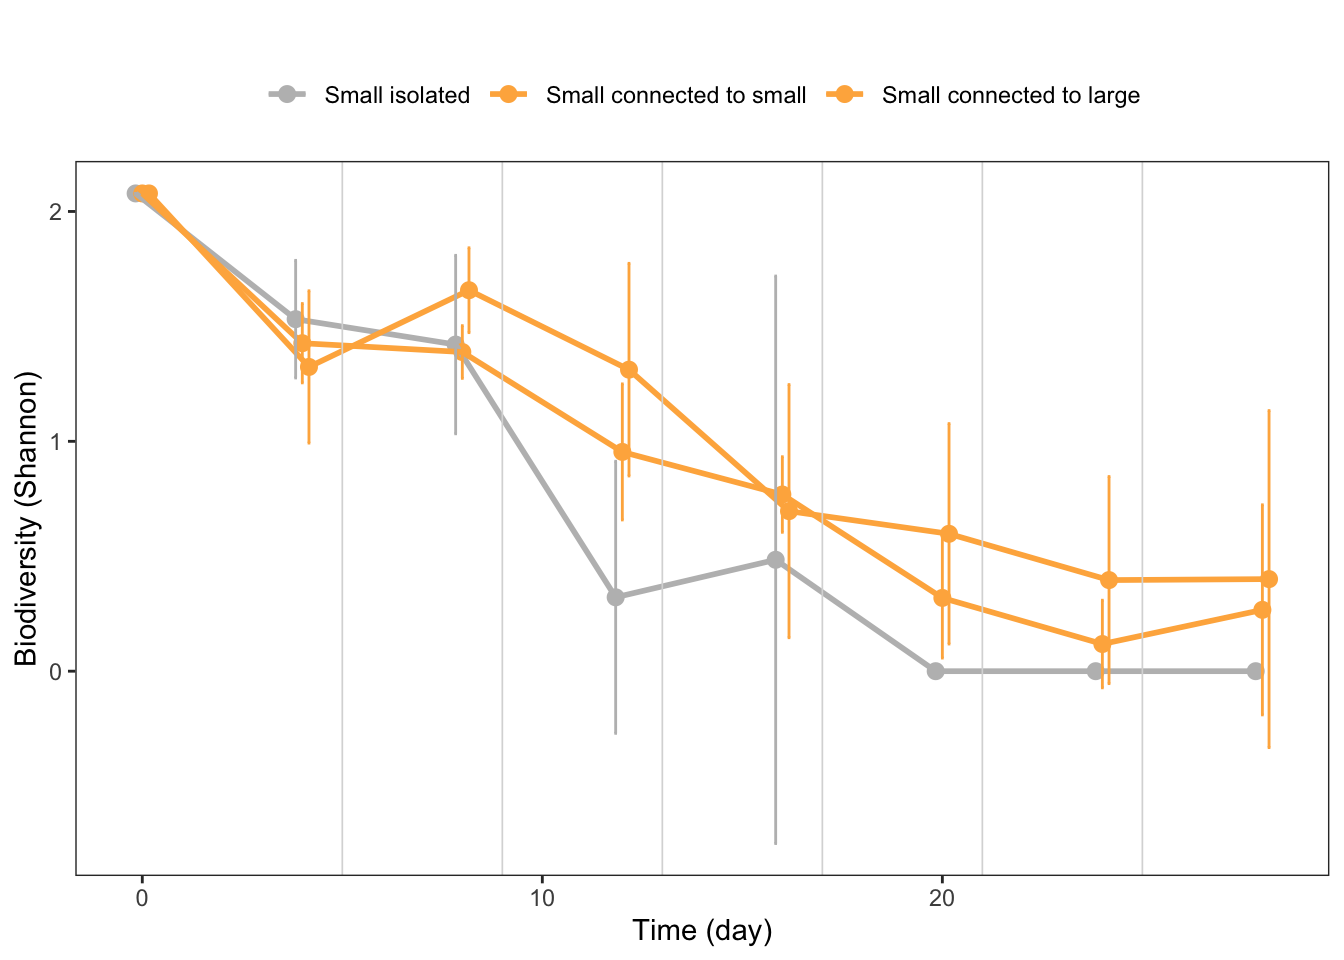 Small isolated Small connected to small Small connected to large
Biodiversity (Shannon)
2
1
0
0 10 20
Time (day)